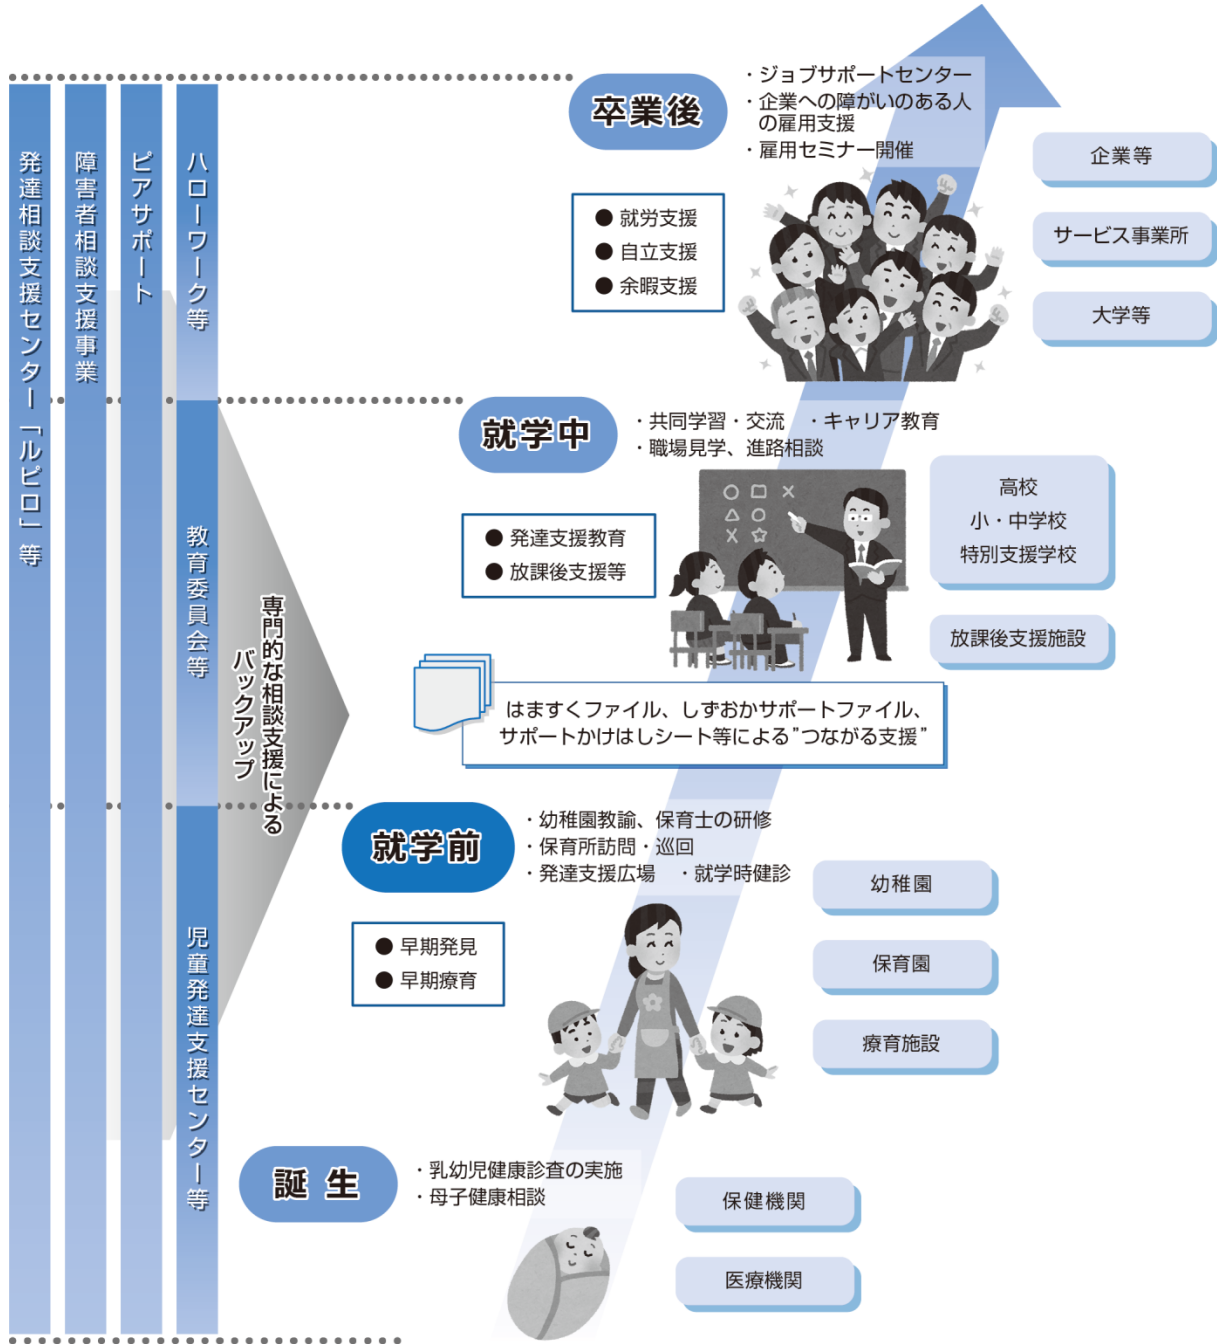 卒業後
・ジョブサポートセンター
・企業への障がいのある人
の雇用支援
・雇用セミナー開催
● 就労支援
● 自立支援
● 余暇支援
企業等
サービス事業所
大学等
発達相談支援センター「ルピロ」等
障害者相談支援事業
ピアサポート
ハローワーク等
教育委員会等
児童発達支援センター等
専門的な相談支援による
バックアップ
就学中
・共同学習・交流　・キャリア教育
・職場見学、進路相談
● 発達支援教育
● 放課後支援等
高校
小・中学校
特別支援学校
放課後支援施設
はますくファイル、しずおかサポートファイル、
サポートかけはしシート等による”つながる支援”
就学前
・幼稚園教諭、保育士の研修
・保育所訪問・巡回
・発達支援広場　・就学時健診
● 早期発見
● 早期療育
幼稚園
保育園
療育施設
誕生
・乳幼児健康診査の実施
・母子健康相談
保健機関
医療機関